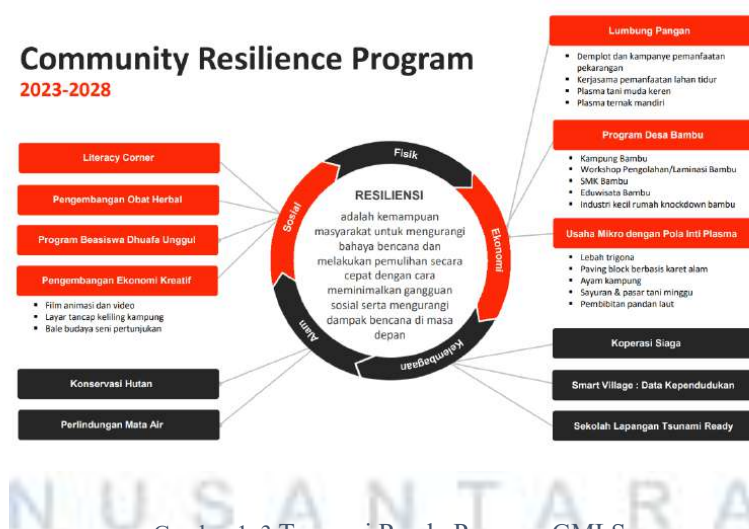 Community Resilience Program
2023-2028
Literacy Corner
Pengembangan Obat Herbal
Program Beasiswa Dhuafa Unggul
Pengembangan Ekonomi Kreatif
Film animasi dan video
Layar tancap keliling kampung
Bale budaya seni pertunjukan
Konservasi Hutan
Perlindungan Mata Air
Fisik
Sosial
Ekonomi
Alam
Kelembagaan
RESILIENSI
adalah kemampuan
masyarakat untuk mengurangi
bahaya bencana dan
melakukan pemulihan secara
cepat dengan cara
meminimalkan gangguan
sosial serta mengurangi
dampak bencana di masa
depan
Lumbung Pangan
Demplot dan kampanye pemanfaatan
pekarangan
Kerjasama pemanfaatan lahan tidur
Plasma tani muda keren
Plasma ternak mandiri
Program Desa Bambu
Kampung Bambu
Workshop Pengolahan/Laminasi Bambu
SMK Bambu
Eduwisata Bambu
Industri kecil rumah knockdown bambu
Usaha Mikro dengan Pola Inti Plasma
Lebah trigona
Paving block berbasis karet alam
Ayam kampung
Sayuran & pasar tani minggu
Pembibitan pandan laut
Koperasi Siaga
Smart Village : Data Kependudukan
Sekolah Lapangan Tsunami Ready
NUSANTARA